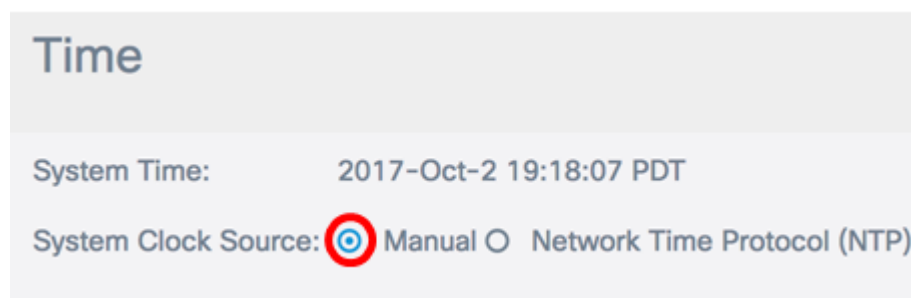 Time
System Time: 2017-Oct-2 19:18:07 PDT
System Clock Source: Manual Network Time Protocol (NTP)